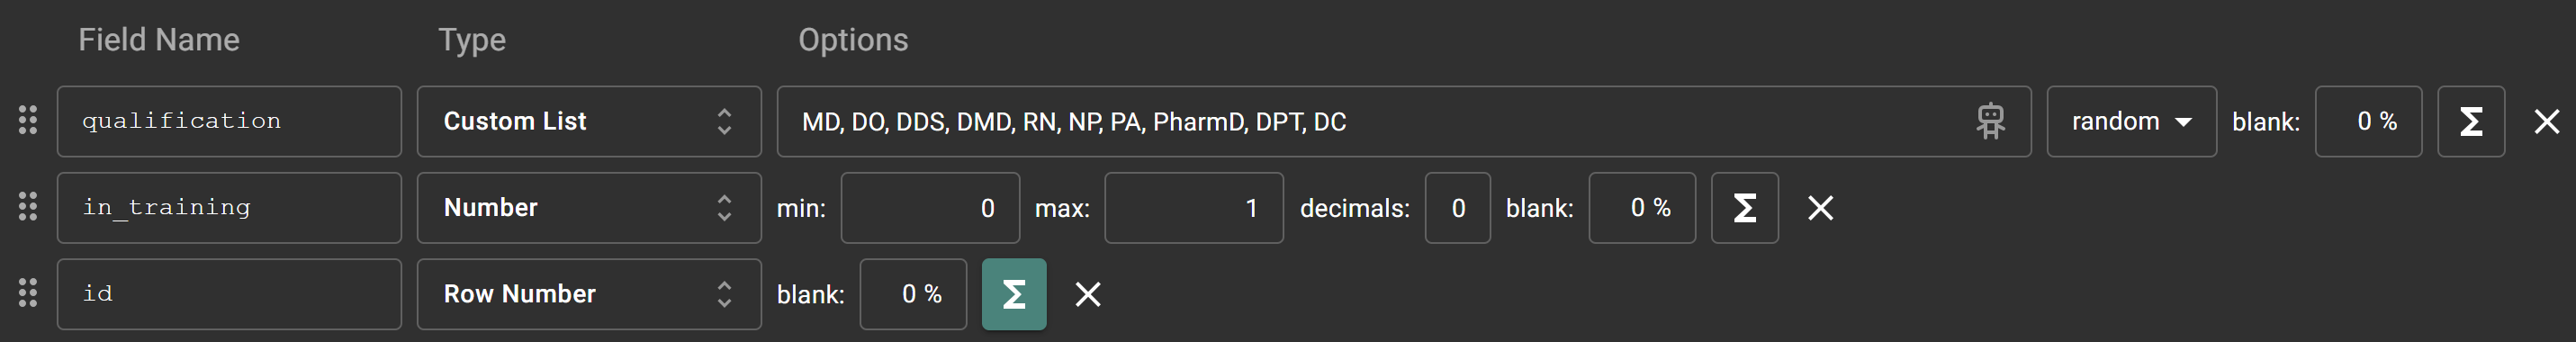 Field Name Type Options
qualification Custom List MD, DO, DDS, DMD, RN, NP, PA, PharmD, DPT, DC random blank: 0 % Σ
in_training Number min: 0 max: 1 decimals: 0 blank: 0 % Σ
id Row Number blank: 0 % Σ